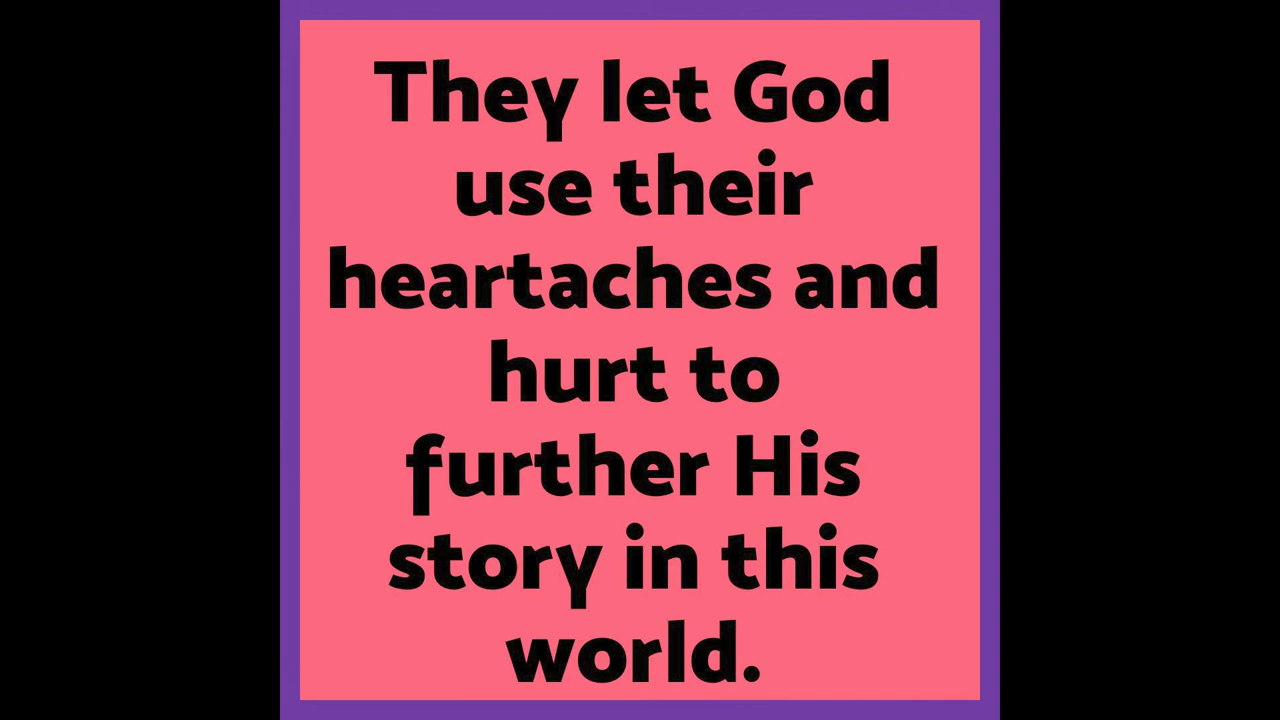 They let God
use their
heartaches and
hurt to
further His
story in this
world.